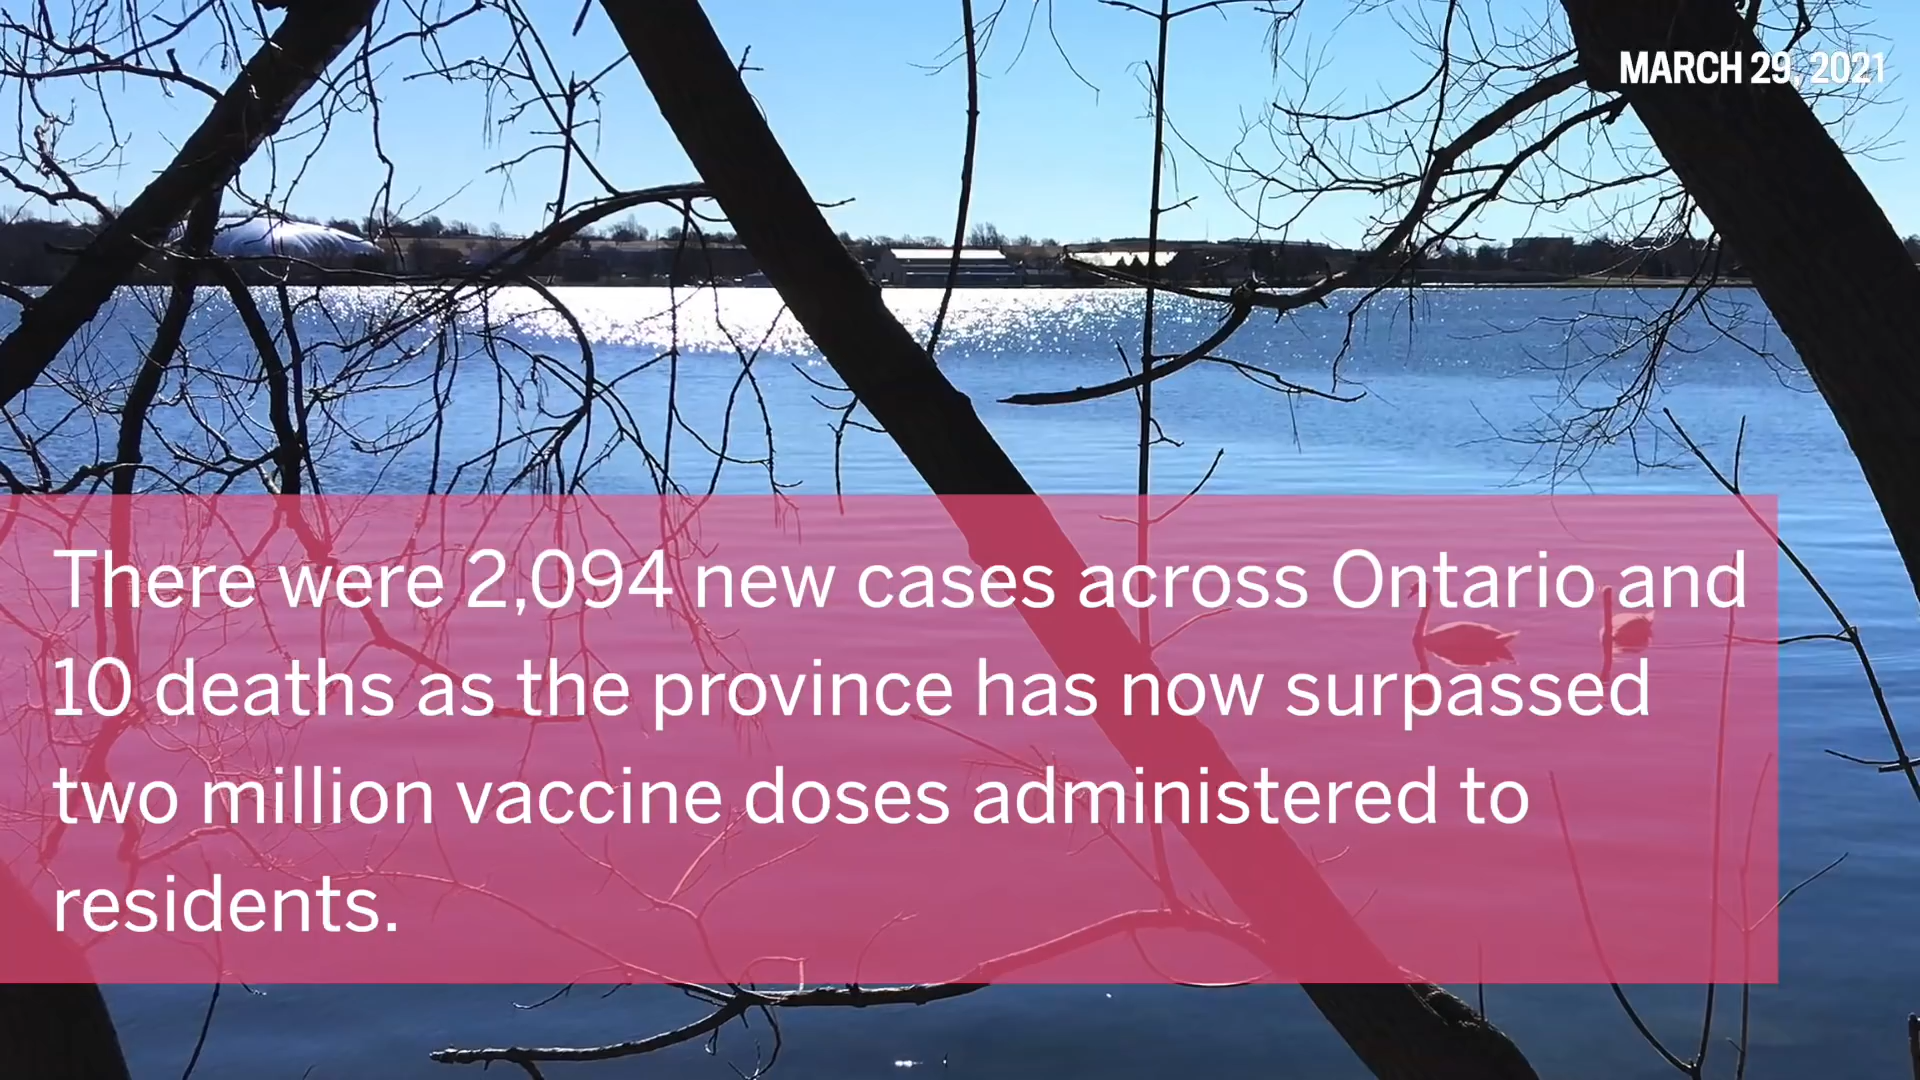 MARCH 29, 2021
There were 2,094 new cases across Ontario and
10 deaths as the province has now surpassed
two million vaccine doses administered to
residents.